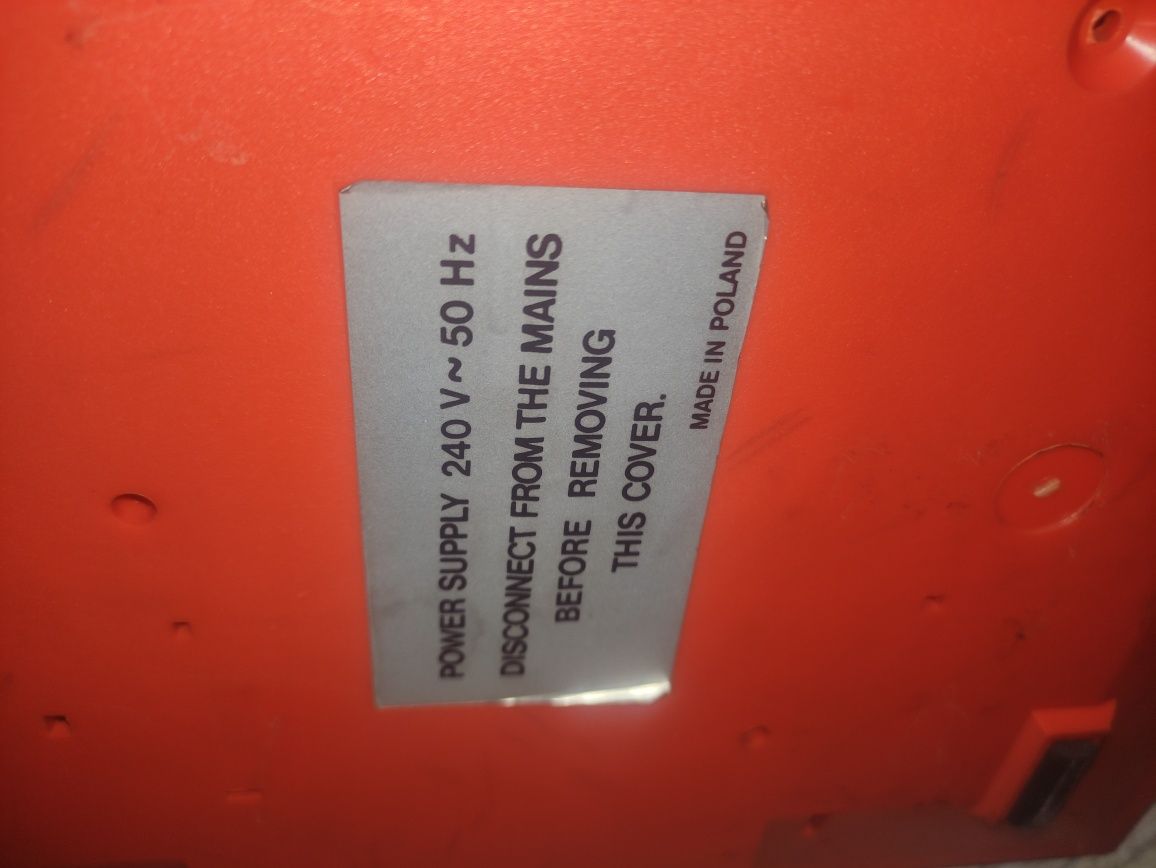 POWER SUPPLY 240 V ~ 50 Hz
DISCONNECT FROM THE MAINS
BEFORE REMOVING
THIS COVER.
MADE IN POLAND